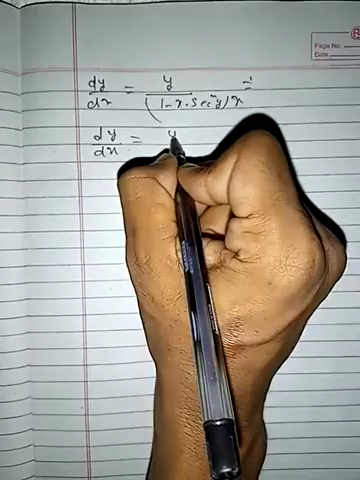 Page No.
Date
dy/dx = y/(1-x.Sec²y)x =
dy/dx = y